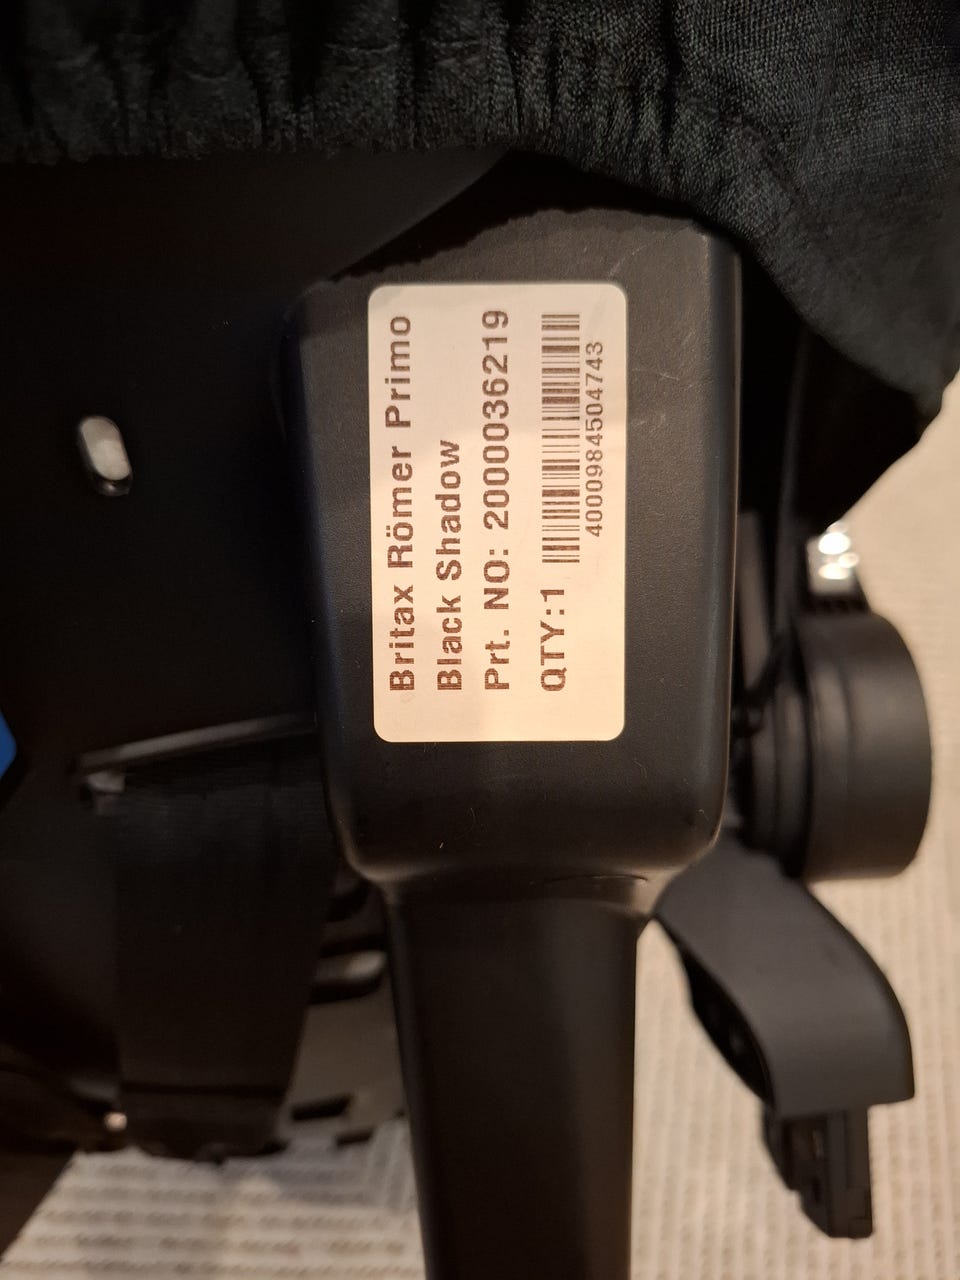 Britax Römer Primo
Black Shadow
Prt. NO: 2000036219
QTY:1
4000984504743